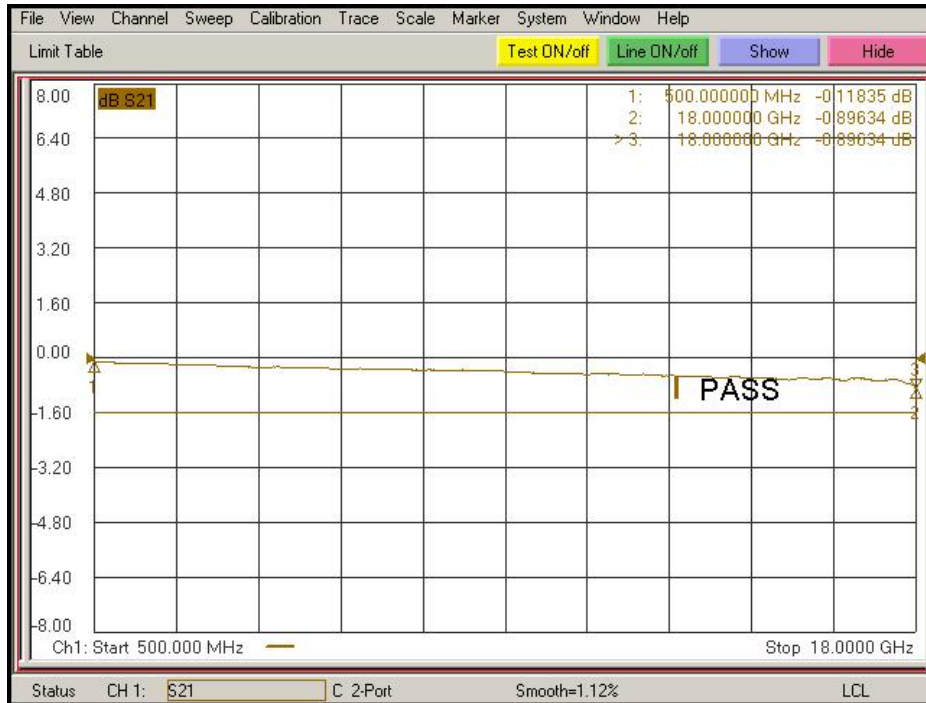 File View Channel Sweep Calibration Trace Scale Marker System Window Help
Limit Table Test ON/off Line ON/off Show Hide
8.00 dB S21 1: 500.000000 MHz -0.11835 dB
2: 18.000000 GHz -0.89634 dB
6.40 > 3: 18.000000 GHz -0.89634 dB
4.80
3.20
1.60
0.00
3
1 PASS
-1.60 2
-3.20
-4.80
-6.40
-8.00
Ch1: Start 500.000 MHz Stop 18.0000 GHz
Status CH 1: S21 C 2-Port Smooth=1.12% LCL